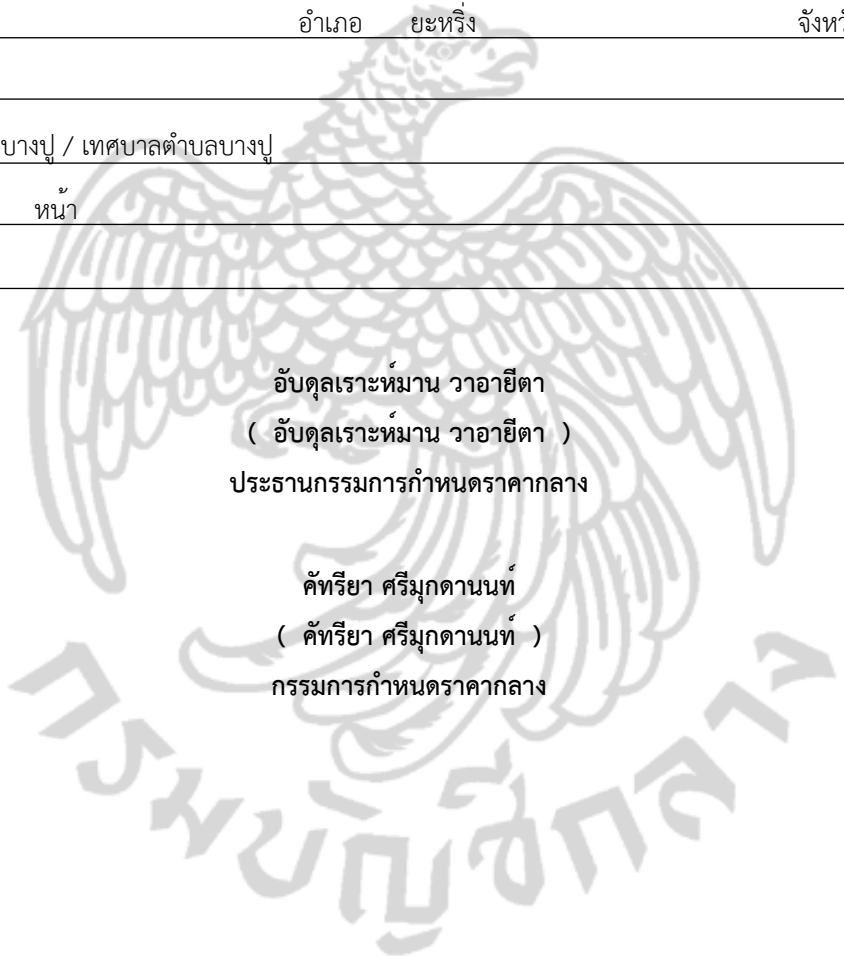 อำเภอ ยะหริ่ง จังหวั
บางปู / เทศบาลตำบลบางปู
หน้า
อับดุลเราะห์มาน วาอายีตา
( อับดุลเราะห์มาน วาอายีตา )
ประธานกรรมการกำหนดราคากลาง
คัทรียา ศรีมุกดานนท์
( คัทรียา ศรีมุกดานนท์ )
กรรมการกำหนดราคากลาง
กรมบัญชีกลาง